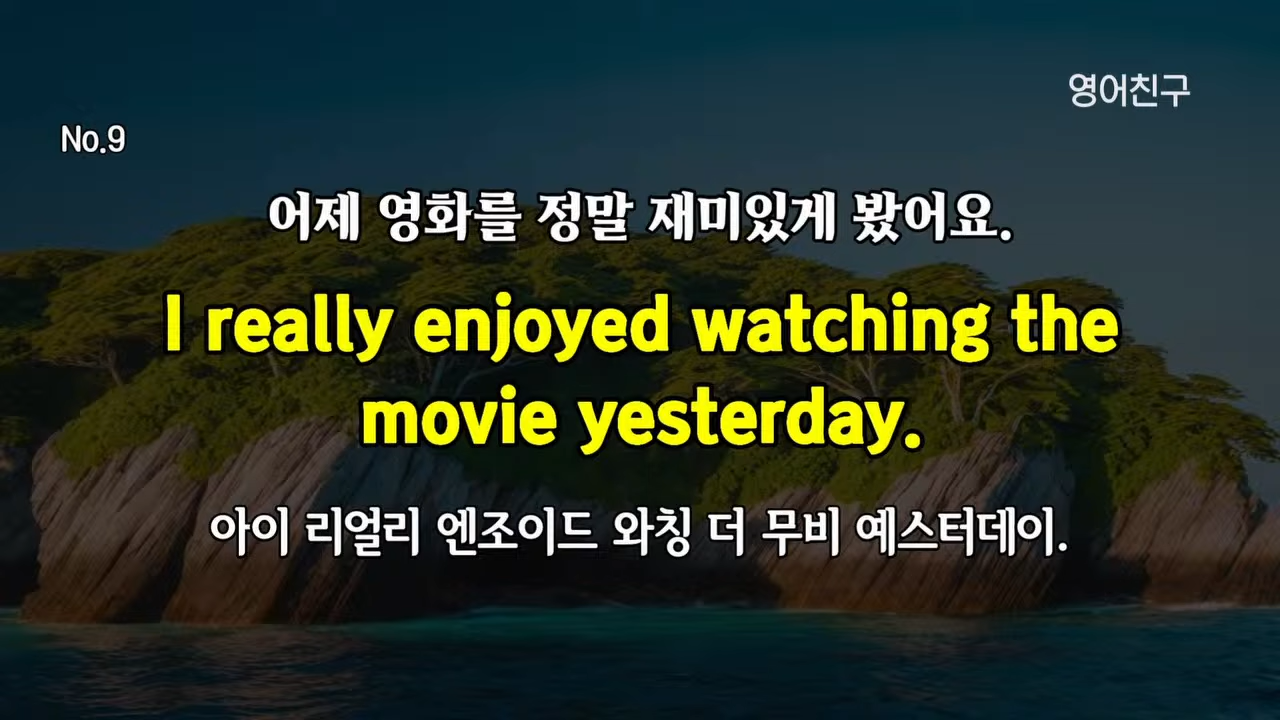 영어친구
No.9
어제 영화를 정말 재미있게 봤어요.
I really enjoyed watching the
movie yesterday.
아이 리얼리 엔조이드 와칭 더 무비 예스터데이.